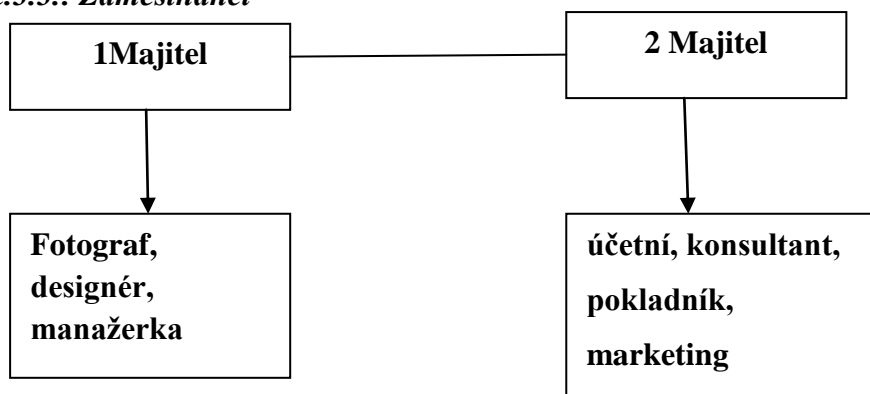 1Majitel
2 Majitel
Fotograf,
designér,
manažerka
účetní, konsultant,
pokladník,
marketing